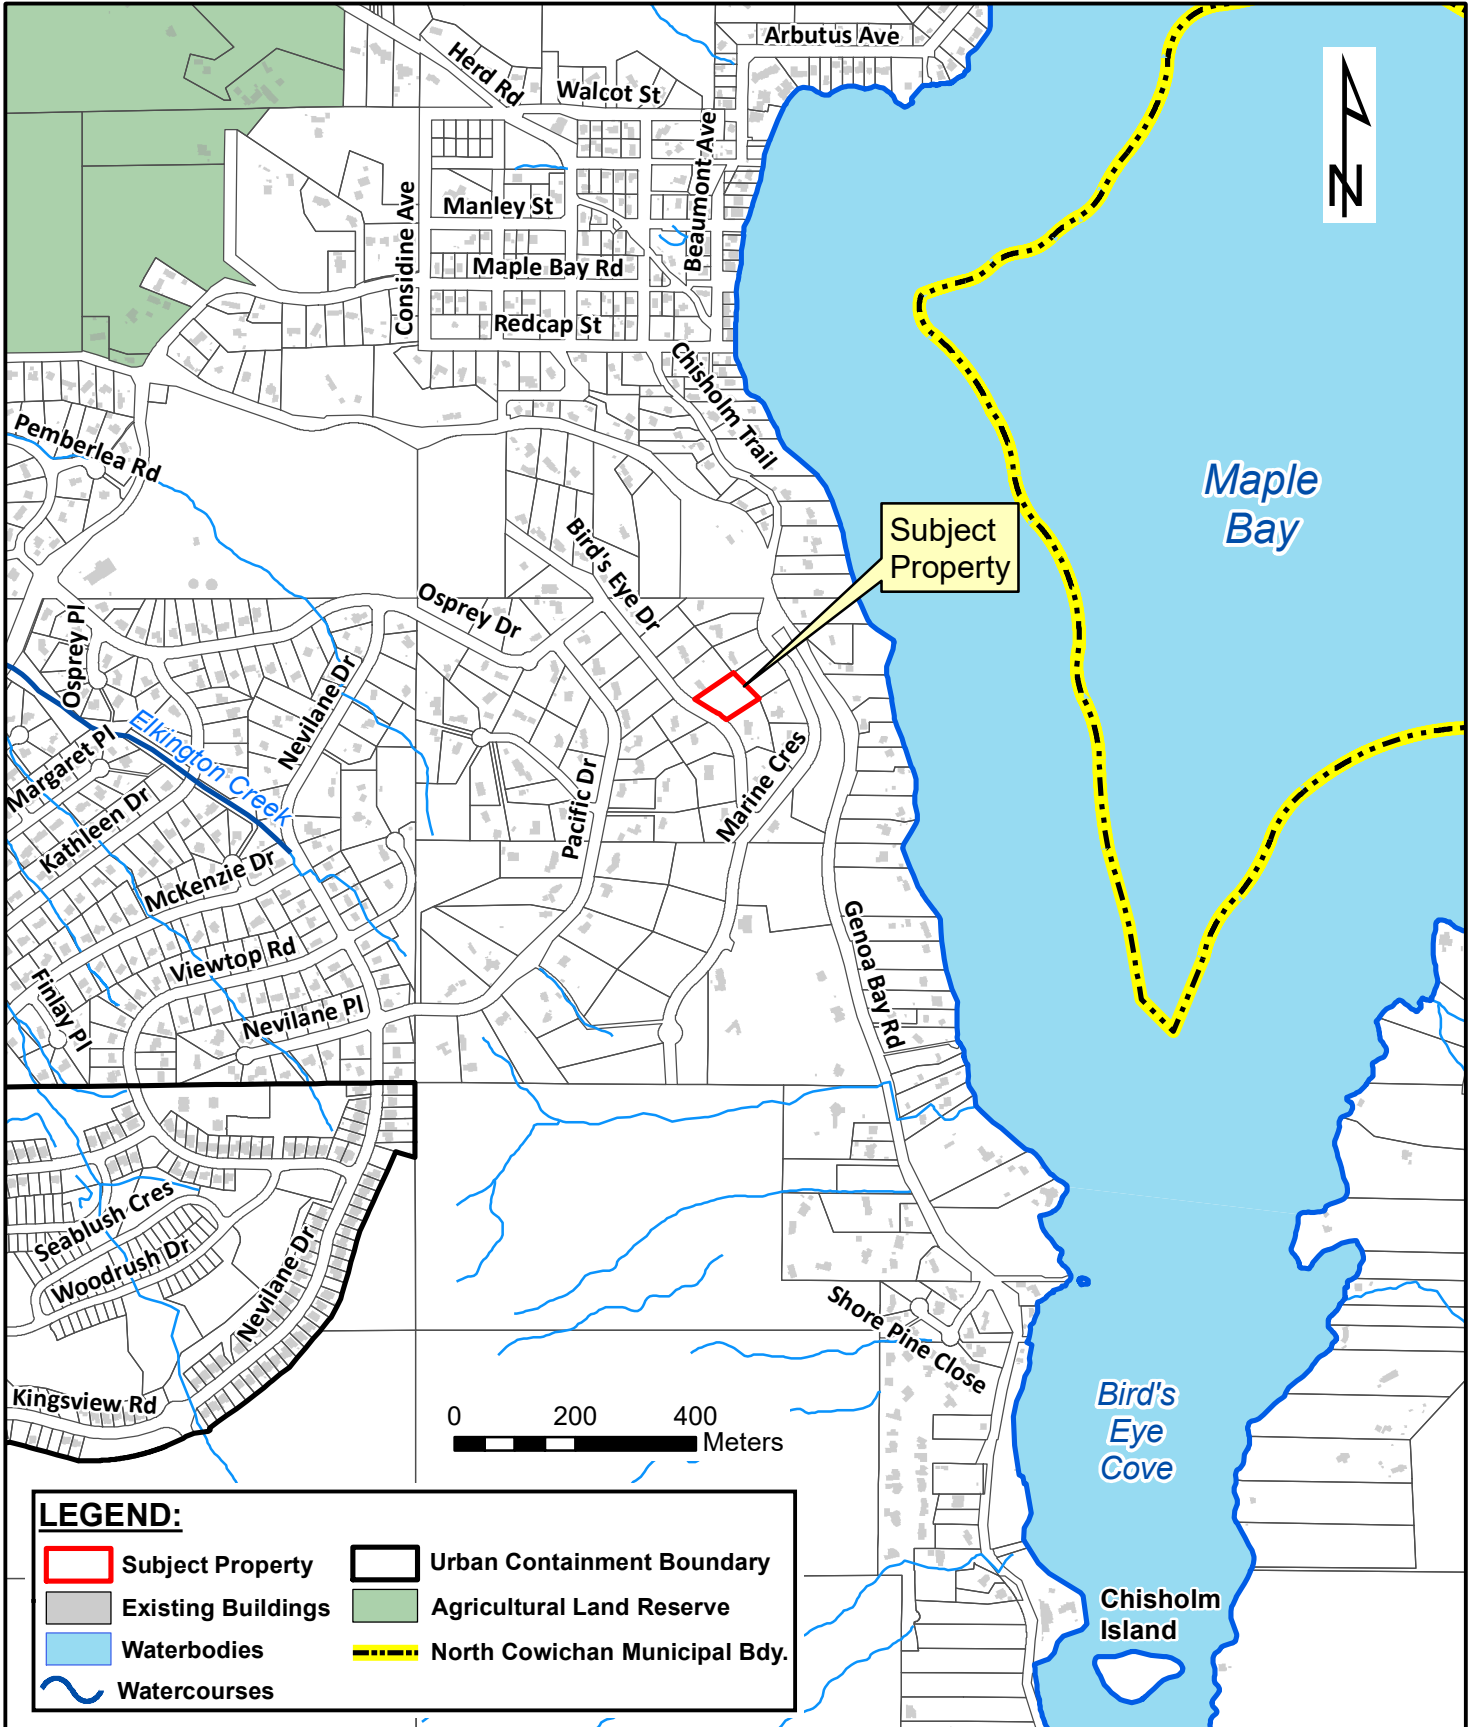 Arbutus Ave
Herd Rd
Walcot St
Beaumont Ave
N
Considine Ave
Manley St
Maple Bay Rd
Redcap St
Chisholm Trail
Pemberlea Rd
Maple
Bay
Subject
Property
Bird's Eye Dr
Osprey Dr
Osprey Pl
Nevilane Dr
Elkington Creek
Margaret Pl
Kathleen Dr
Pacific Dr
Marine Cres
McKenzie Dr
Genoa Bay Rd
Viewtop Rd
Finlay Pl
Nevilane Pl
Seablush Cres
Woodrush Dr
Nevilane Dr
Shore Pine Close
Kingsview Rd
Bird's
Eye
Cove
0 200 400
Meters
LEGEND:
Subject Property
Existing Buildings
Waterbodies
Watercourses
Urban Containment Boundary
Agricultural Land Reserve
North Cowichan Municipal Bdy.
Chisholm
Island